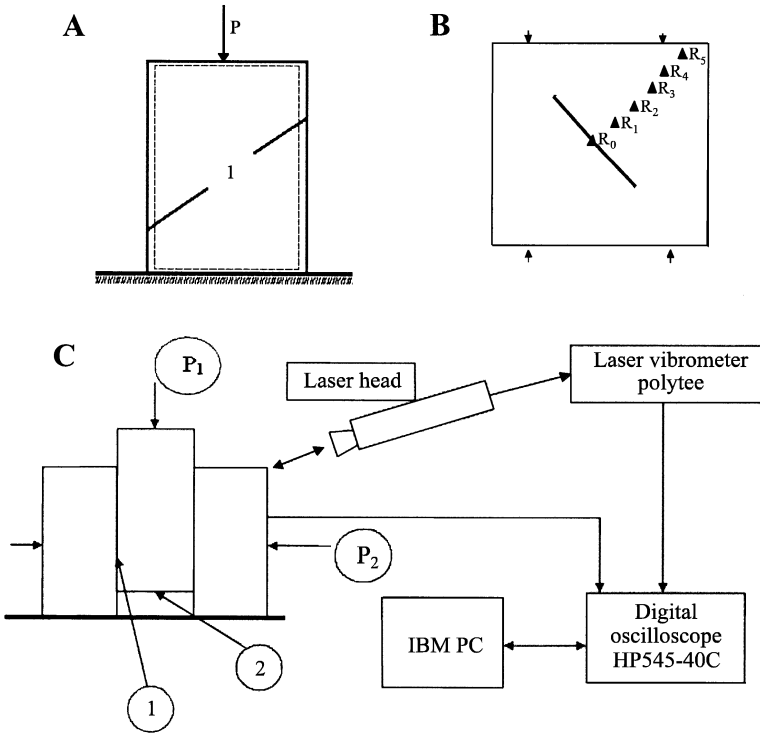 A
P
1
B
R5
R4
R3
R2
R1
R0
C
P1
Laser head
Laser vibrometer
polytee
P2
IBM PC
Digital
oscilloscope
HP545-40C
2
1